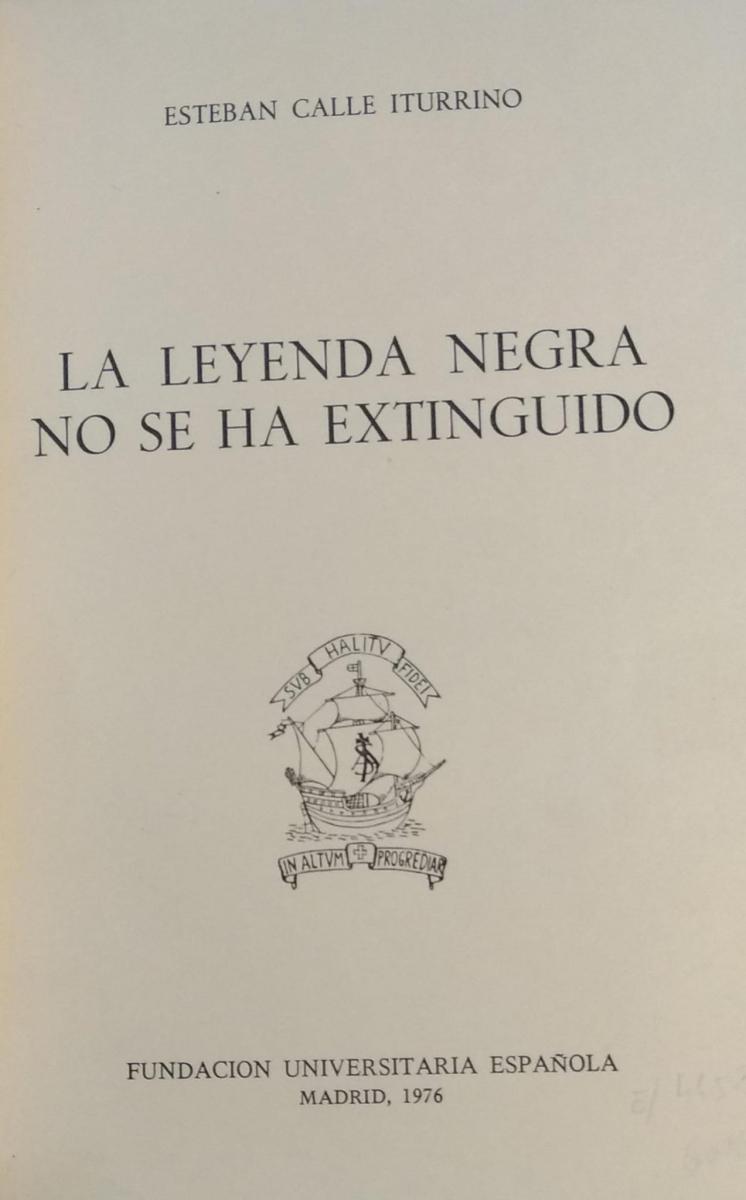 ESTEBAN CALLE ITURRINO
LA LEYENDA NEGRA
NO SE HA EXTINGUIDO
SVB HALITV FIDEI
IN ALTVM PROGREDIAR
FUNDACION UNIVERSITARIA ESPAÑOLA
MADRID, 1976